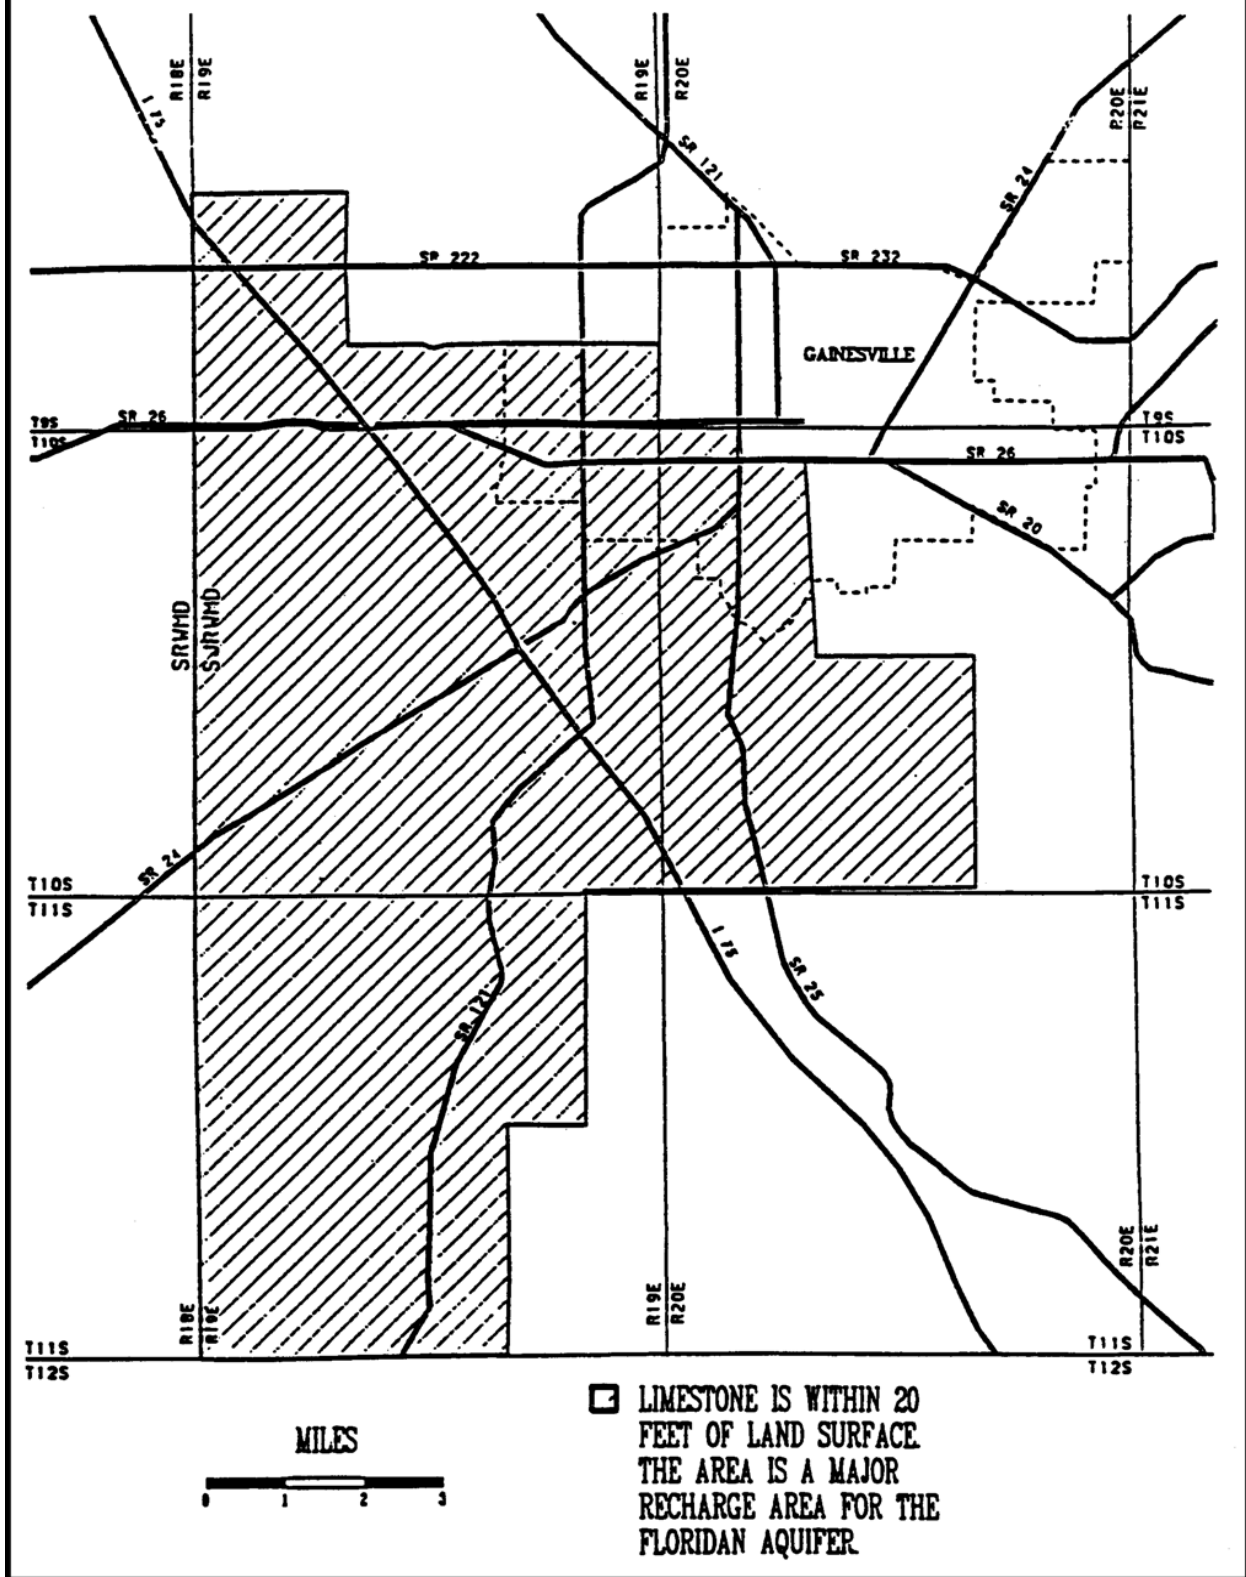 R18E
R19E
R19E
R20E
R20E
R21E
I 75
SR 121
SR 24
SR 222
SR 232
GAINESVILLE
T9S
T10S
SR 26
T9S
T10S
SR 26
SR 20
SRWMD
SJRWMD
SR 24
T10S
T11S
T10S
T11S
I 75
SR 25
SR 121
R18E
R19E
R19E
R20E
R20E
R21E
T11S
T12S
T11S
T12S
MILES
0 1 2 3
LIMESTONE IS WITHIN 20
FEET OF LAND SURFACE.
THE AREA IS A MAJOR
RECHARGE AREA FOR THE
FLORIDAN AQUIFER